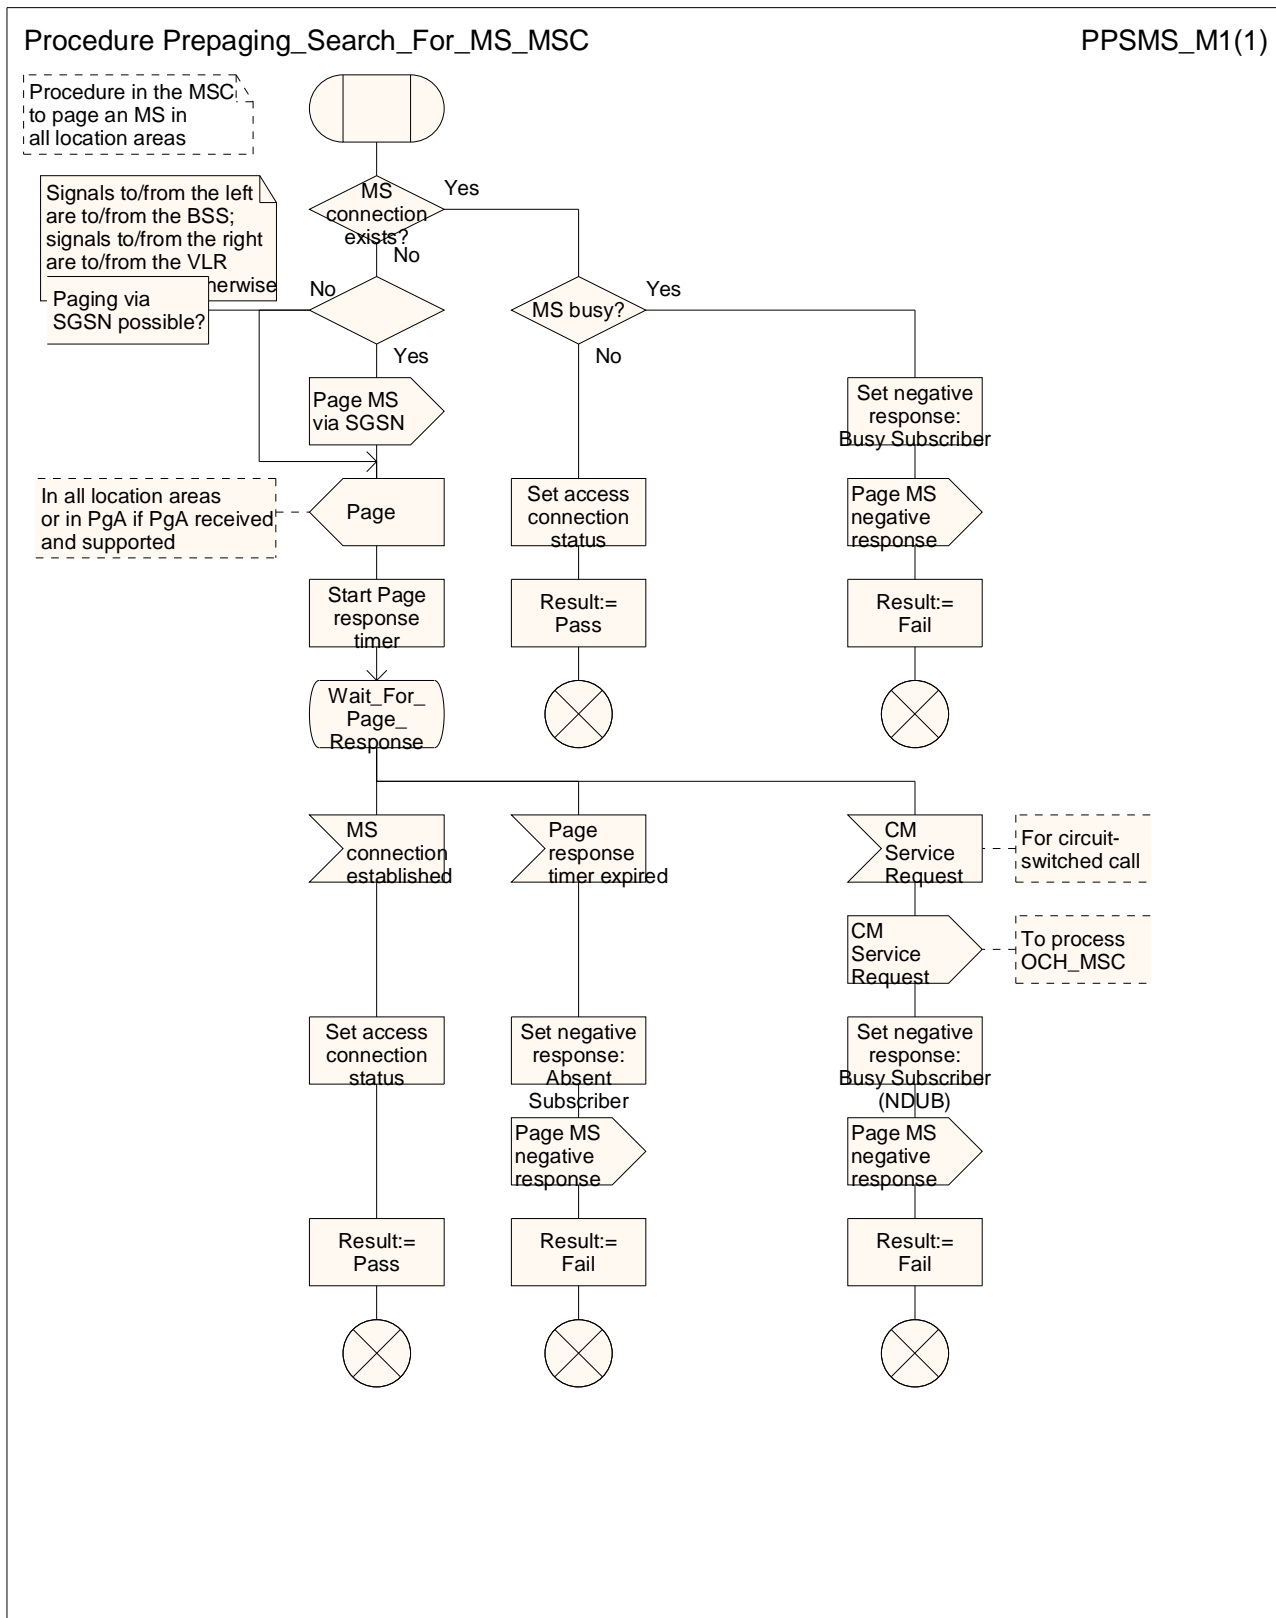 Procedure Prepaging_Search_For_MS_MSC
PPSMS_M1(1)
Procedure in the MSC
to page an MS in
all location areas
Signals to/from the left
are to/from the BSS;
signals to/from the right
are to/from the VLR
herwise
MS
connection
exists?
Yes
No
Paging via
SGSN possible?
No
Yes
MS busy?
Yes
No
Page MS
via SGSN
Set negative
response:
Busy Subscriber
In all location areas
or in PgA if PgA received
and supported
Page
Set access
connection
status
Page MS
negative
response
Start Page
response
timer
Result:=
Pass
Result:=
Fail
Wait_For_
Page_
Response
MS
connection
established
Page
response
timer expired
CM
Service
Request
For circuit-
switched call
CM
Service
Request
To process
OCH_MSC
Set access
connection
status
Set negative
response:
Absent
Subscriber
Set negative
response:
Busy Subscriber
(NDUB)
Page MS
negative
response
Page MS
negative
response
Result:=
Pass
Result:=
Fail
Result:=
Fail